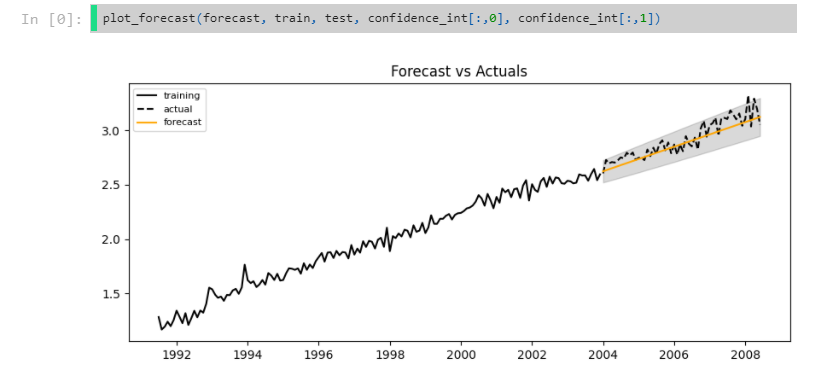 In [0]: plot_forecast(forecast, train, test, confidence_int[:,0], confidence_int[:,1])
Forecast vs Actuals
training
actual
forecast
3.0
2.5
2.0
1.5
1992 1994 1996 1998 2000 2002 2004 2006 2008